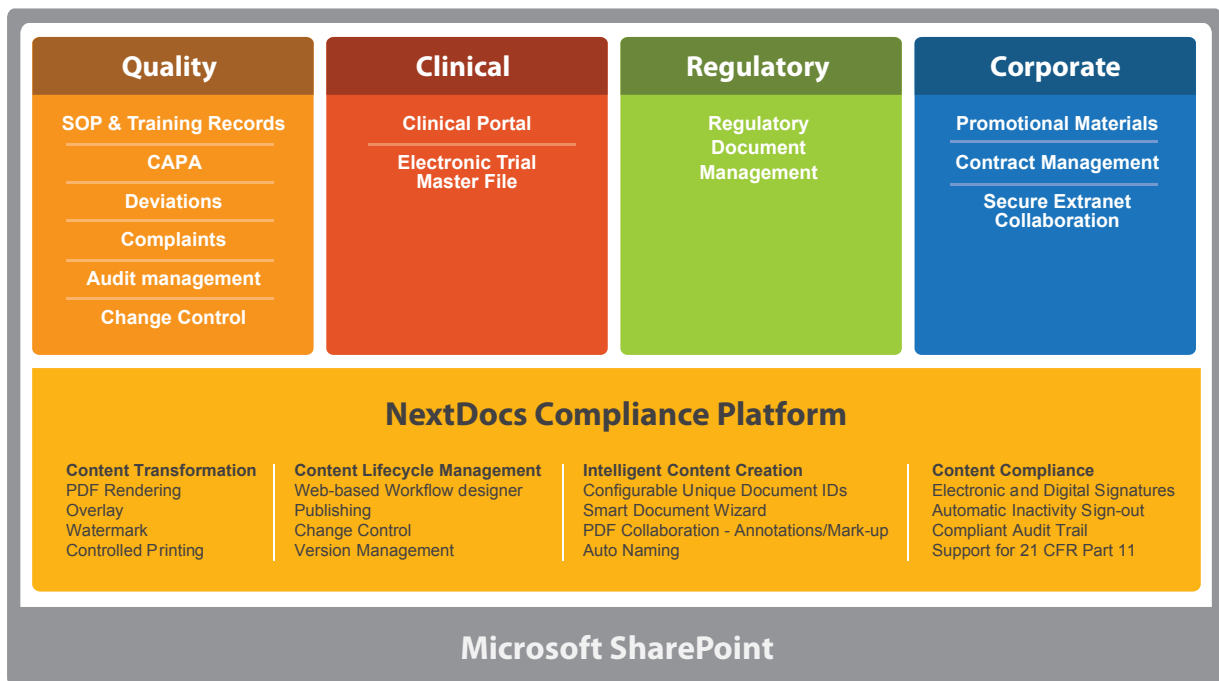 Quality
SOP & Training Records
CAPA
Deviations
Complaints
Audit management
Change Control
Clinical
Clinical Portal
Electronic Trial
Master File
Regulatory
Regulatory
Document
Management
Corporate
Promotional Materials
Contract Management
Secure Extranet
Collaboration
NextDocs Compliance Platform
Content Transformation
PDF Rendering
Overlay
Watermark
Controlled Printing
Content Lifecycle Management
Web-based Workflow designer
Publishing
Change Control
Version Management
Intelligent Content Creation
Configurable Unique Document IDs
Smart Document Wizard
PDF Collaboration - Annotations/Mark-up
Auto Naming
Content Compliance
Electronic and Digital Signatures
Automatic Inactivity Sign-out
Compliant Audit Trail
Support for 21 CFR Part 11
Microsoft SharePoint